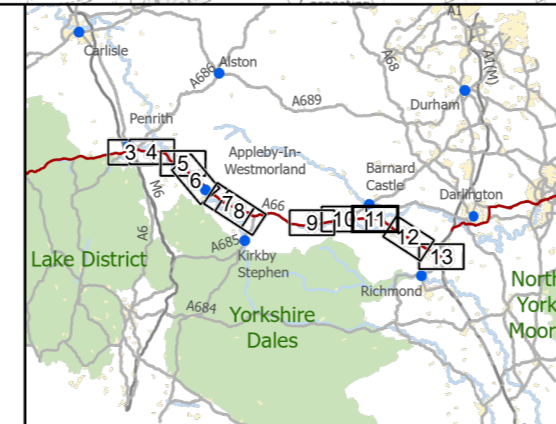 A1
Carlisle
Alston
A686
A68
A1(M)
A689
Durham
Penrith
3 4 5 6 7 8
Appleby-In-
Westmorland
Barnard
Castle
Darlington
A66
9 10 11 12 13
M6
A6
A685
Kirkby
Stephen
Lake District
Richmond
A684
Yorkshire
Dales
North
York
Moor